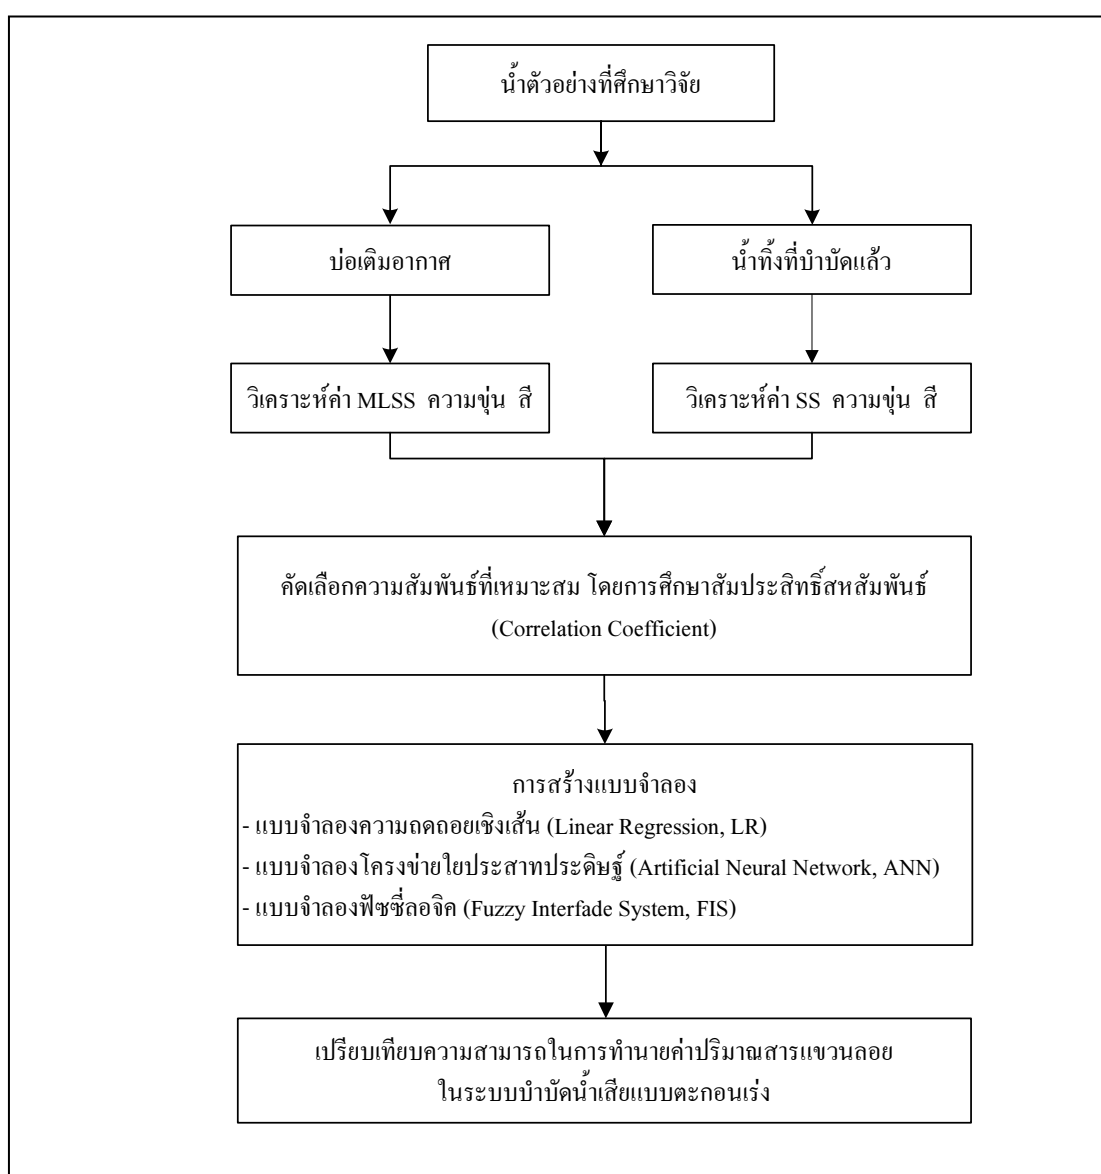 น้ำตัวอย่างที่ศึกษาวิจัย
บ่อเติมอากาศ
น้ำทิ้งที่บำบัดแล้ว
วิเคราะห์ค่า MLSS ความขุ่น สี
วิเคราะห์ค่า SS ความขุ่น สี
คัดเลือกความสัมพันธ์ที่เหมาะสม โดยการศึกษาสัมประสิทธิ์สหสัมพันธ์
(Correlation Coefficient)
การสร้างแบบจำลอง
- แบบจำลองความถดถอยเชิงเส้น (Linear Regression, LR)
- แบบจำลองโครงข่ายใยประสาทประดิษฐ์ (Artificial Neural Network, ANN)
- แบบจำลองฟัซซี่ลอจิค (Fuzzy Interfade System, FIS)
เปรียบเทียบความสามารถในการทำนายค่าปริมาณสารแขวนลอย
ในระบบบำบัดน้ำเสียแบบตะกอนเร่ง